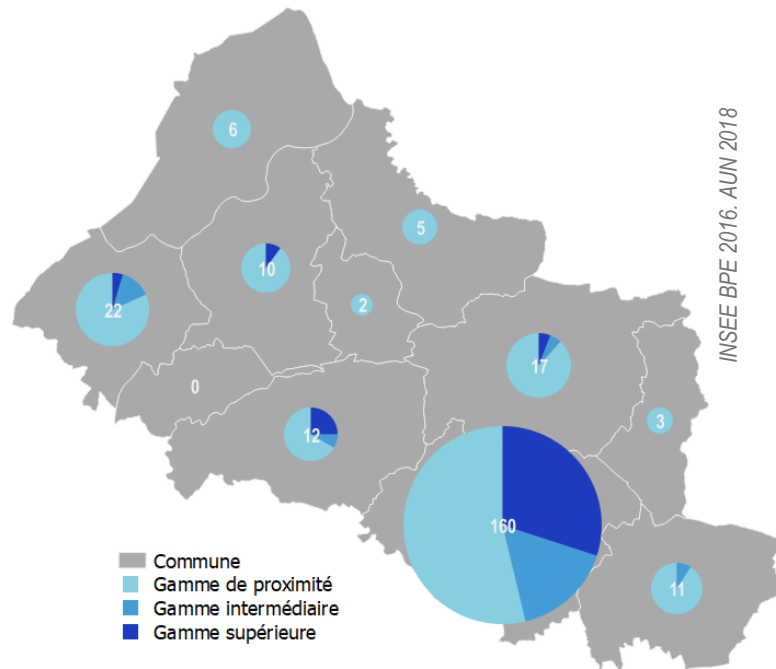 6
5
10
22
2
17
0
3
12
160
11
Commune
Gamme de proximité
Gamme intermédiaire
Gamme supérieure
INSEE BPE 2016. AUN 2018